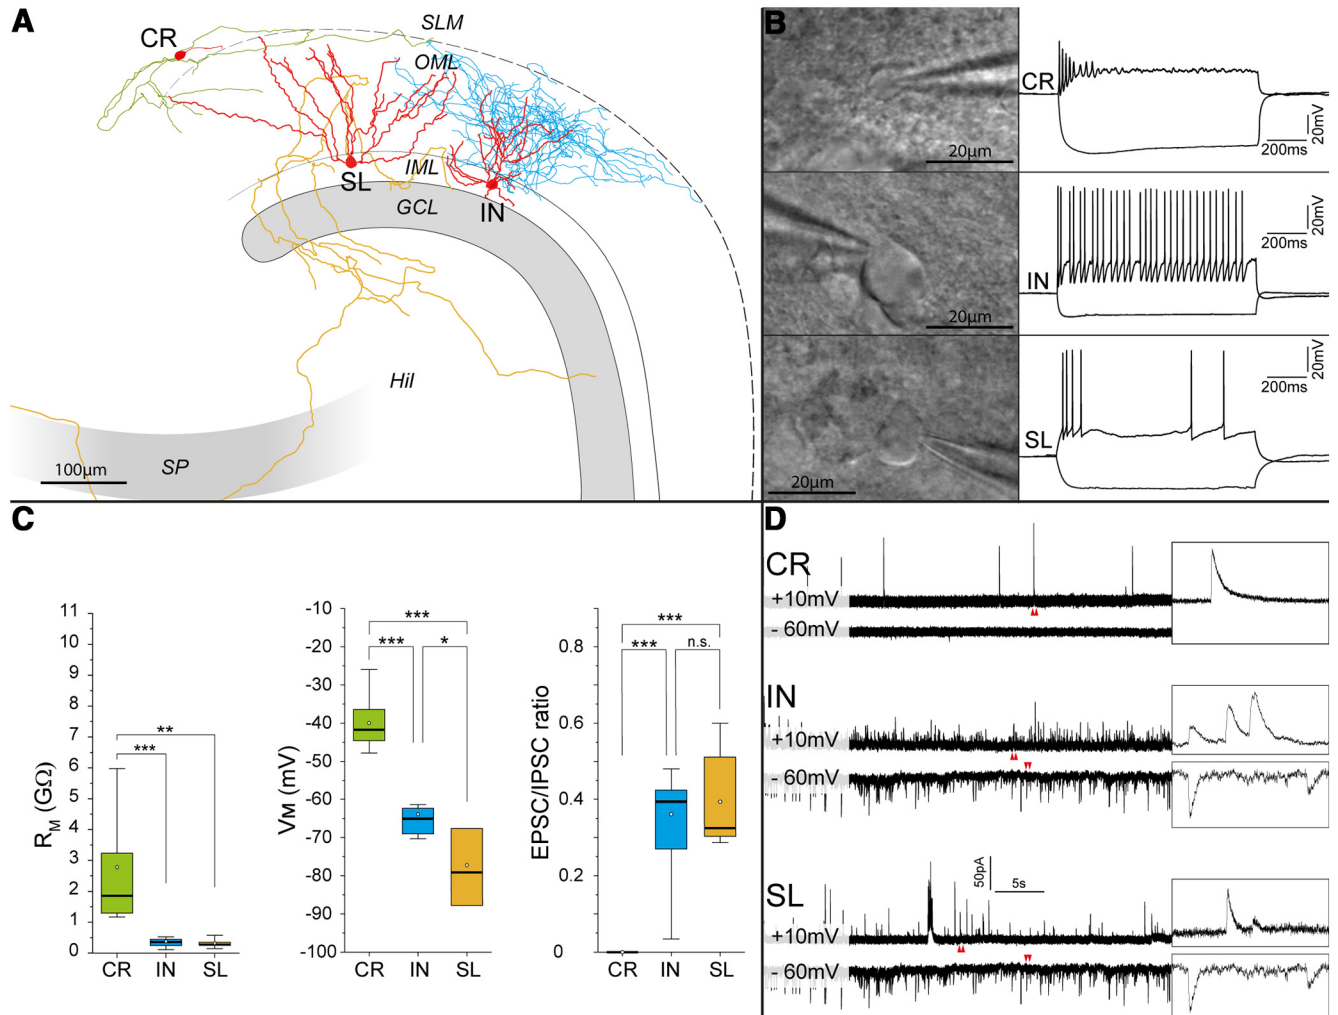 A
CR
SLM
OML
SL
IML
GCL
IN
Hil
SP
100µm
B
20µm
CR
20mV
200ms
20µm
IN
20mV
200ms
20µm
SL
20mV
200ms
C
RM (GΩ)
11
10
9
8
7
6
5
4
3
2
1
0
**
***
CR IN SL
VM (mV)
-10
-20
-30
-40
-50
-60
-70
-80
-90
-100
***
*** *
CR IN SL
EPSC/IPSC ratio
0.8
0.6
0.4
0.2
0
***
*** n.s.
CR IN SL
D
CR
+10mV
- 60mV
IN
+10mV
- 60mV
SL
50pA
5s
+10mV
- 60mV